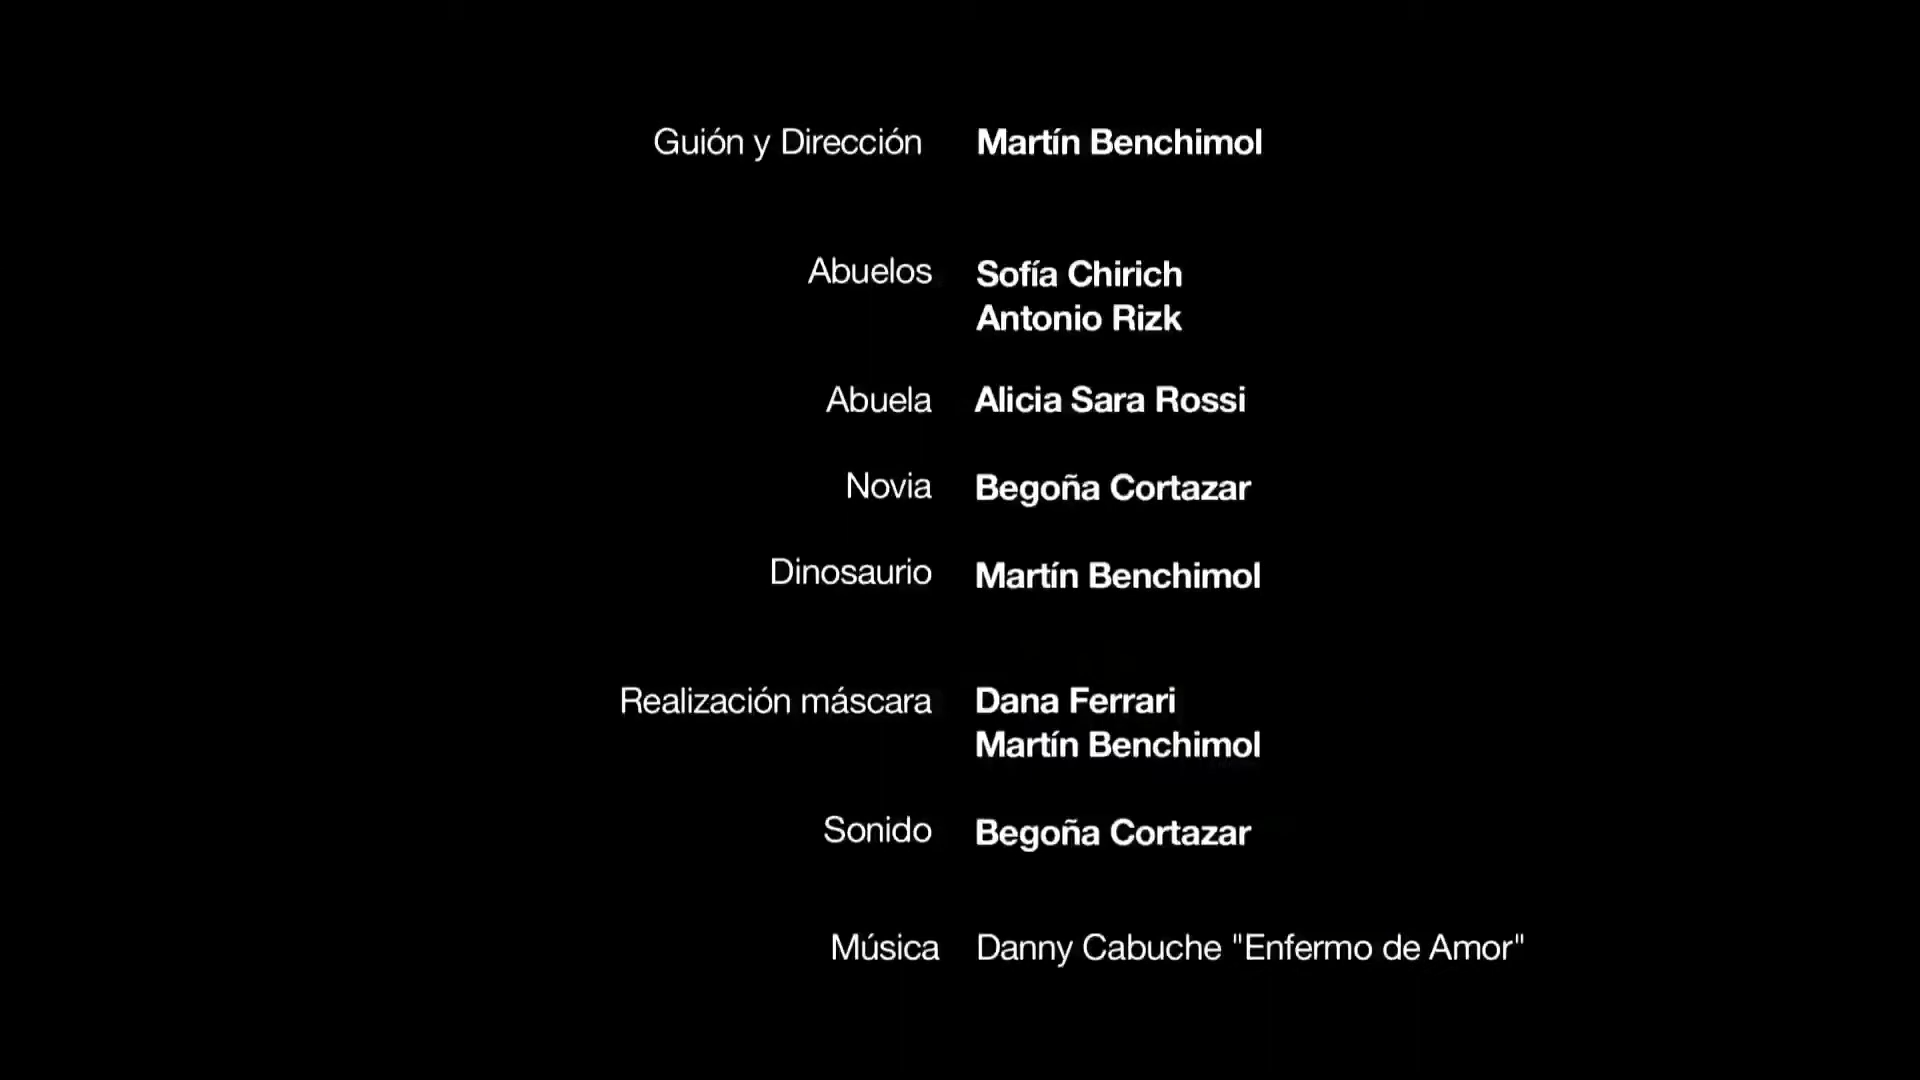 Guión y Dirección Martín Benchimol
Abuelos Sofía Chirich
Antonio Rizk
Abuela Alicia Sara Rossi
Novia Begoña Cortazar
Dinosaurio Martín Benchimol
Realización máscara Dana Ferrari
Martín Benchimol
Sonido Begoña Cortazar
Música Danny Cabuche "Enfermo de Amor"